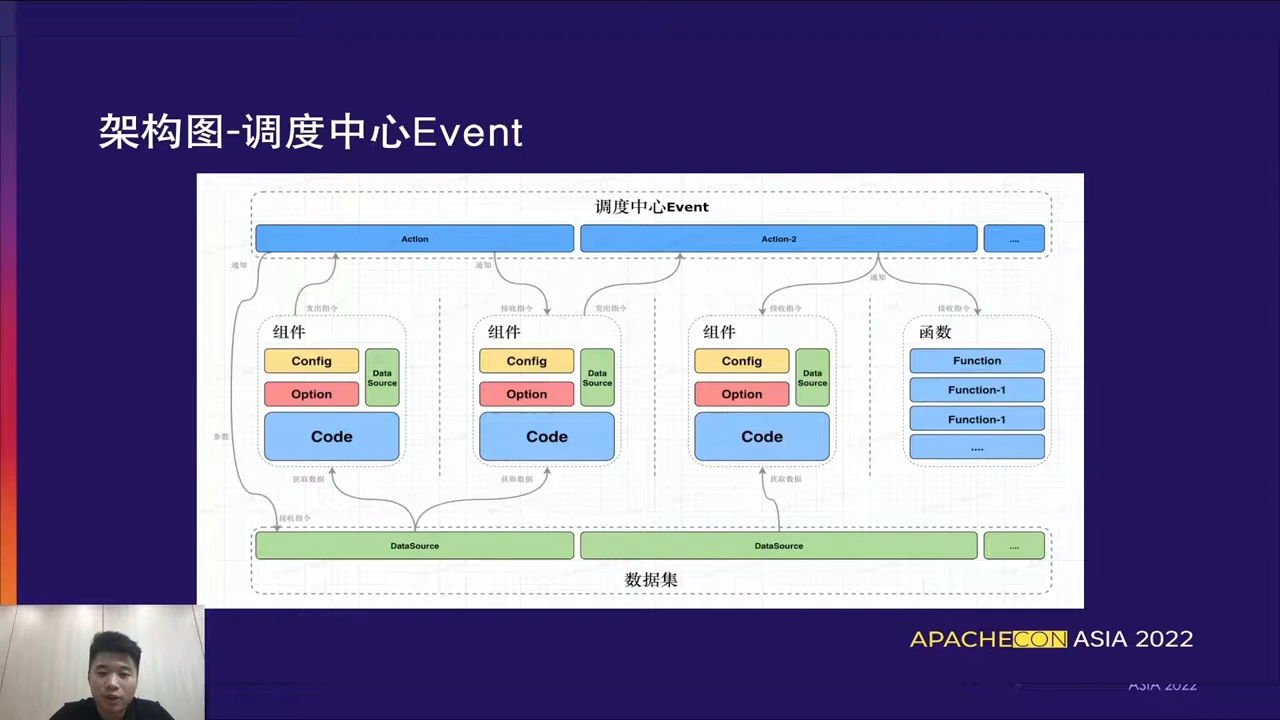 架构图-调度中心Event
调度中心Event
Action
Action-2
....
通知
通知
通知
发出指令
接收指令
发出指令
接收指令
接收指令
组件
Config
Option
Data
Source
Code
组件
Config
Option
Data
Source
Code
组件
Config
Option
Data
Source
Code
函数
Function
Function-1
Function-1
....
参数
获取数据
获取数据
获取数据
接收指令
DataSource
DataSource
....
数据集
APACHECON ASIA 2022
ASIA 2022